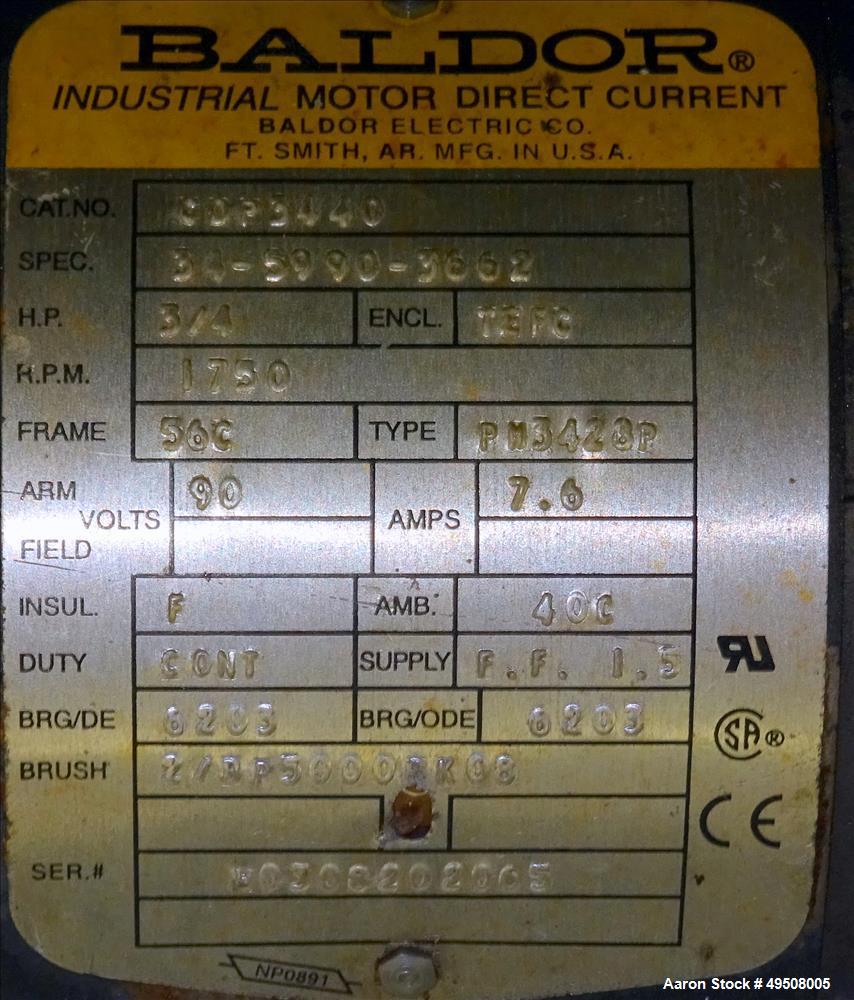 BALDOR®
INDUSTRIAL MOTOR DIRECT CURRENT
BALDOR ELECTRIC CO.
FT. SMITH, AR. MFG. IN U.S.A.
CAT.NO. CDP3440
SPEC. 34-5990-3662
H.P. 3/4 ENCL. TEFC
R.P.M. 1750
FRAME 56C TYPE PM3428P
ARM 90 7.6
VOLTS AMPS
FIELD
INSUL. F AMB. 40C
DUTY CONT SUPPLY F.F. 1.5
BRG/DE 6203 BRG/ODE 6203
BRUSH
SER.#
NP0891
UR
SA®
CE
Aaron Stock # 49508005